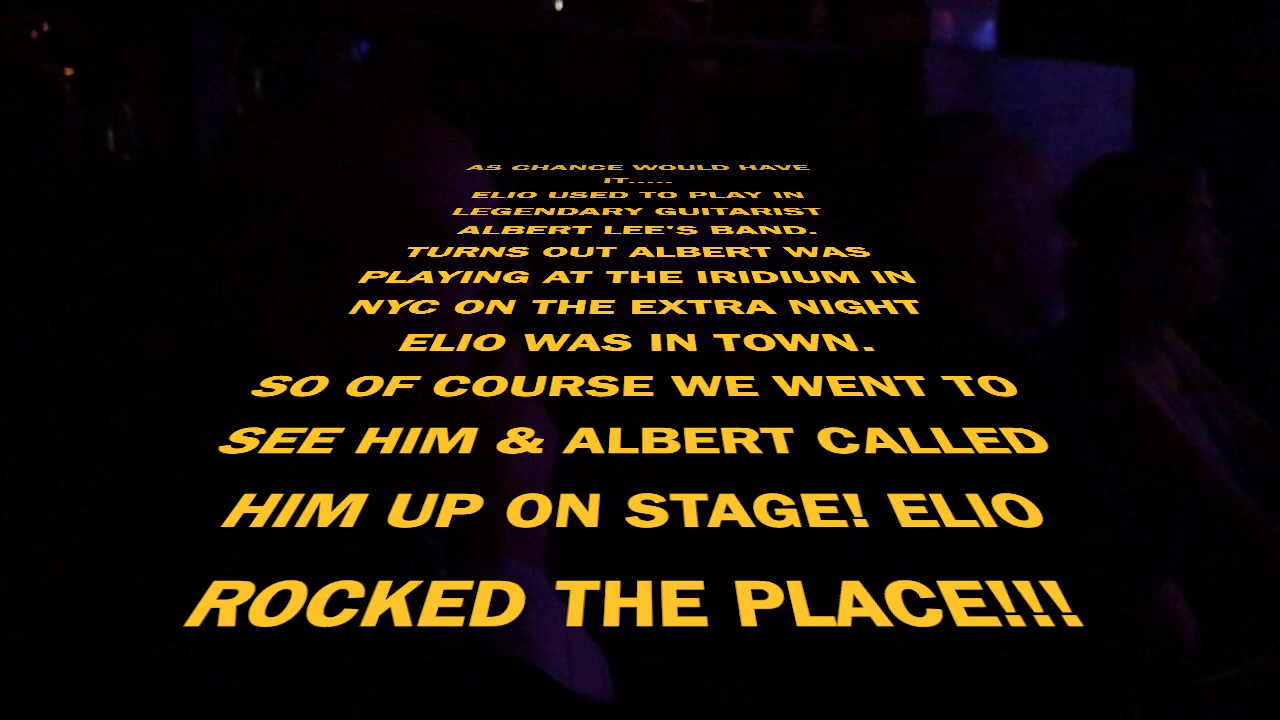 AS CHANCE WOULD HAVE
IT.....
ELIO USED TO PLAY IN
LEGENDARY GUITARIST
ALBERT LEE'S BAND.
TURNS OUT ALBERT WAS
PLAYING AT THE IRIDIUM IN
NYC ON THE EXTRA NIGHT
ELIO WAS IN TOWN.
SO OF COURSE WE WENT TO
SEE HIM & ALBERT CALLED
HIM UP ON STAGE! ELIO
ROCKED THE PLACE!!!